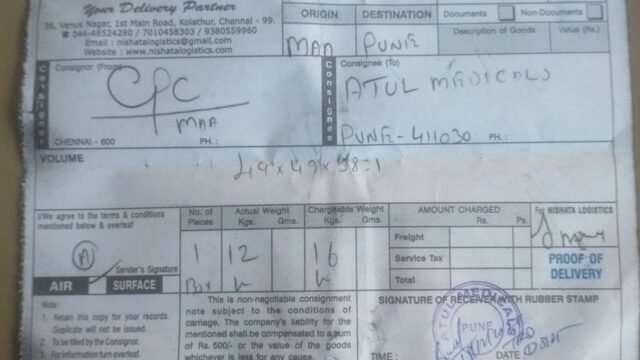 Your Delivery Partner
36, Venus Nagar, 1st Main Road, Kolathur, Chennai - 99.
☎ 044-48524280 / 7010458303 / 9380559960
Email : nishatalogistics@gmail.com
Website : www.nishatalogistics.com
ORIGIN
MAA
DESTINATION
PUNE
Documents
Non-Documents
Description of Goods
Value (Rs.)
Consignor
Consignor (From)
CPC
MAA
CHENNAI - 600
PH. :
Consignee
Consignee (To)
ATUL MEDICALS
PUNE - 411030
PH. :
VOLUME
I/We agree to the terms & conditions
mentioned below & overleaf
A
Sender's Signature
AIR
SURFACE
No. of Pieces
Actual Weight
Kgs.
Gms.
Chargeable Weight
Kgs.
Gms.
1
12
16
AMOUNT CHARGED
Rs.
Ps.
Freight
Service Tax
Total
For NISHATA LOGISTICS
PROOF OF
DELIVERY
Note :
1. Retain this copy for your records.
Duplicate will not be issued.
2. To be filled by the Consignor.
3. For information turn overleaf.
This is non-negotiable consignment
note subject to the conditions of
carriage. The company's liability for
the mentioned shall be compensated to a sum
of Rs. 500/- or the value of the goods
whichever is less for any cause.
SIGNATURE OF RECEIVER WITH RUBBER STAMP
ATUL MEDICALS
PUNE
TIME :
DATE :